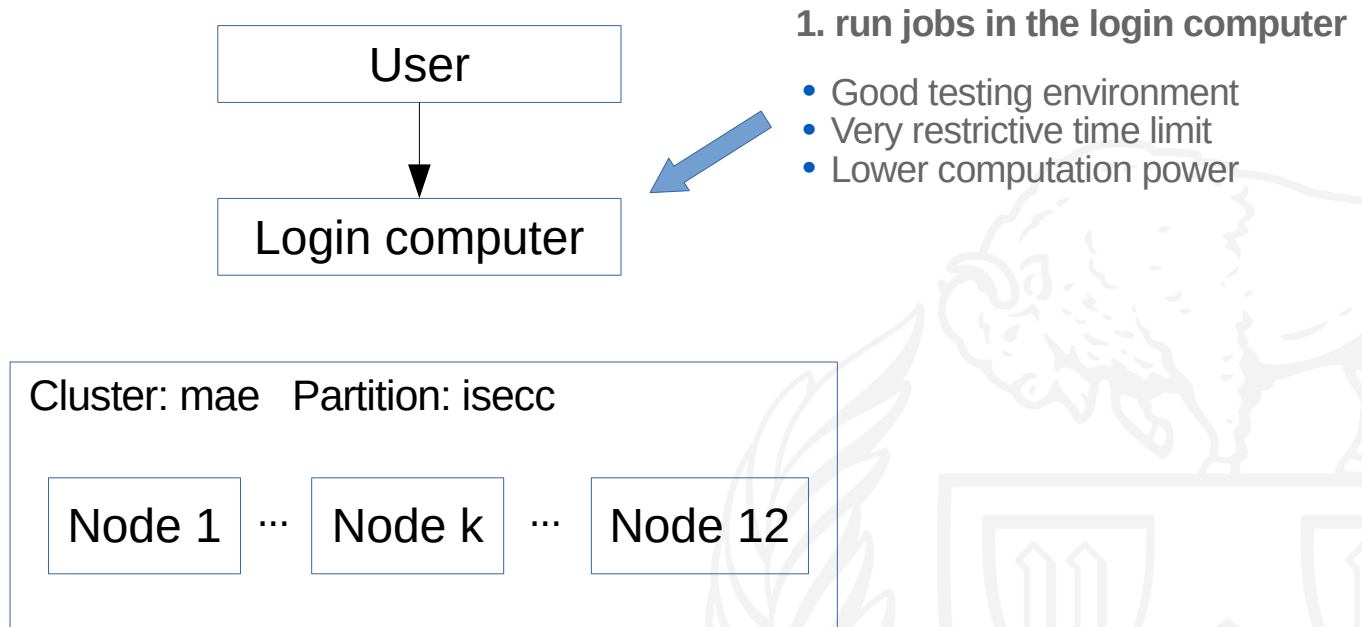 User
Login computer
1. run jobs in the login computer
• Good testing environment
• Very restrictive time limit
• Lower computation power
Cluster: mae Partition: isecc
Node 1 ... Node k ... Node 12